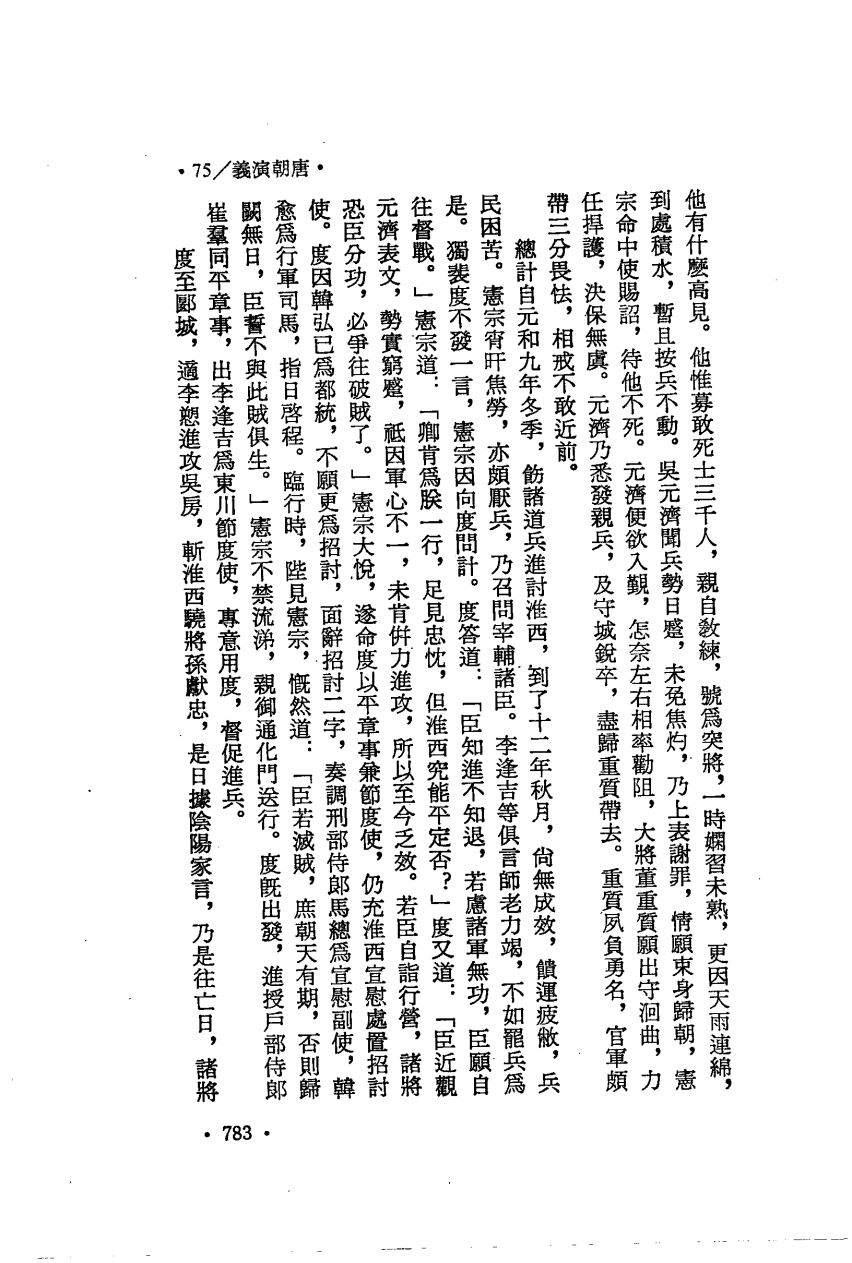 •75／義演朝唐•
他有什麽高見。他惟募敢死士三千人，親自敎練，號爲突將，一時嫻習未熟，更因天雨連綿，
到處積水，暫且按兵不動。吳元濟聞兵勢日蹙，未免焦灼，乃上表謝罪，情願束身歸朝，憲
宗命中使賜詔，待他不死。元濟便欲入覲，怎奈左右相率勸阻，大將董重質願出守洄曲，力
任捍護，決保無虞。元濟乃悉發親兵，及守城銳卒，盡歸重質帶去。重質夙負勇名，官軍頗
帶三分畏怯，相戒不敢近前。
總計自元和九年冬季，飭諸道兵進討淮西，到了十二年秋月，尙無成效，饋運疲敝，兵
民困苦。憲宗宵旰焦勞，亦頗厭兵，乃召問宰輔諸臣。李逢吉等俱言師老力竭，不如罷兵爲
是。獨裴度不發一言，憲宗因向度問計。度答道：「臣知進不知退，若慮諸軍無功，臣願自
往督戰。」憲宗道：「卿肯爲朕一行，足見忠忱，但淮西究能平定否？」度又道：「臣近觀
元濟表文，勢實窮蹙，祗因軍心不一，未肯倂力進攻，所以至今乏效。若臣自詣行營，諸將
恐臣分功，必爭往破賊了。」憲宗大悅，遂命度以平章事兼節度使，仍充淮西宣慰處置招討
使。度因韓弘已爲都統，不願更爲招討，面辭招討二字，奏調刑部侍郎馬總爲宣慰副使，韓
愈爲行軍司馬，指日啓程。臨行時，陛見憲宗，慨然道：「臣若滅賊，庶朝天有期，否則歸
闕無日，臣誓不與此賊俱生。」憲宗不禁流涕，親御通化門送行。度旣出發，進授戶部侍郎
崔羣同平章事，出李逢吉爲東川節度使，專意用度，督促進兵。
度至郾城，適李愬進攻吳房，斬淮西驍將孫獻忠，是日據陰陽家言，乃是往亡日，諸將
•783•